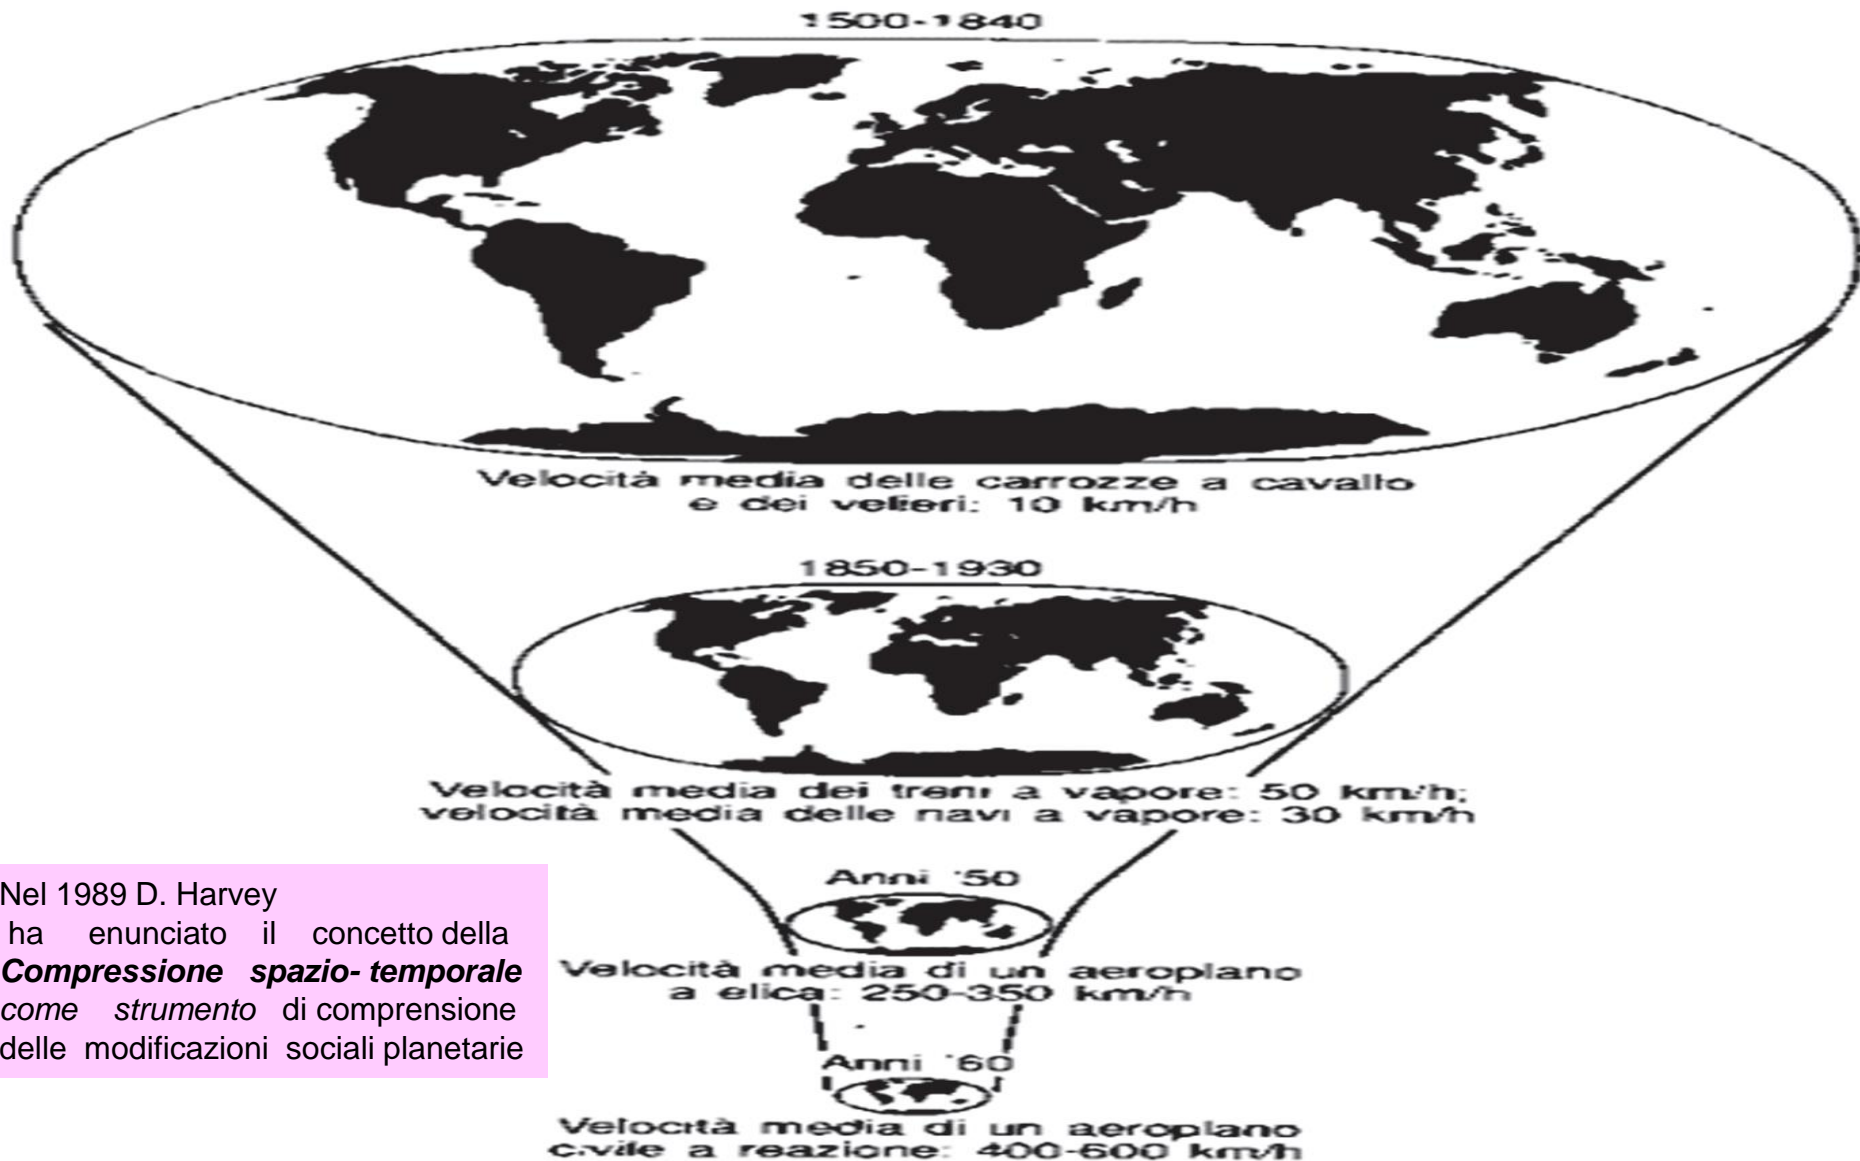 1500-1840
Velocità media delle carrozze a cavallo
e dei velieri: 10 km/h
1850-1930
Velocità media dei treni a vapore: 50 km/h;
velocità media delle navi a vapore: 30 km/h
Anni '50
Velocità media di un aeroplano
a elica: 250-350 km/h
Anni '60
Velocità media di un aeroplano
civile a reazione: 400-600 km/h
Nel 1989 D. Harvey
ha enunciato il concetto della
Compressione spazio- temporale
come strumento di comprensione
delle modificazioni sociali planetarie